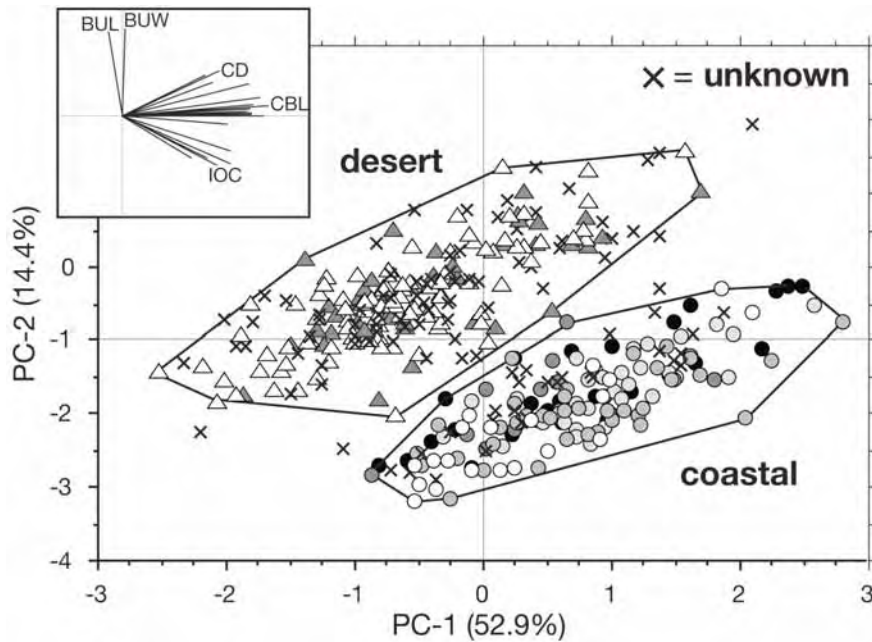 BUL BUW
CD
CBL
IOC
× = unknown
desert
coastal
0
-1
-2
-3
-4
PC-2 (14.4%)
-3 -2 -1 0 1 2 3
PC-1 (52.9%)